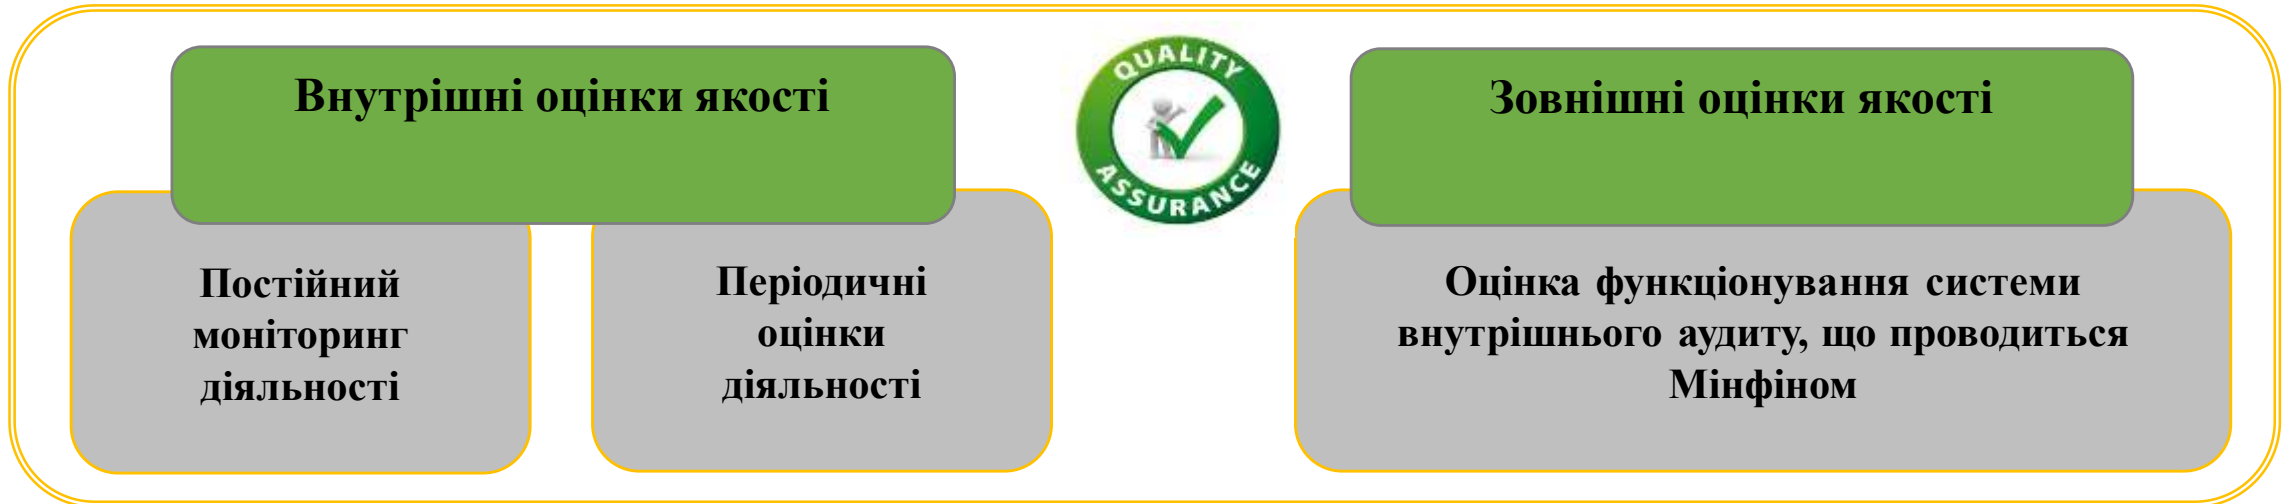 Внутрішні оцінки якості
Постійний
моніторинг
діяльності
Періодичні
оцінки
діяльності
QUALITY
ASSURANCE
Зовнішні оцінки якості
Оцінка функціонування системи
внутрішнього аудиту, що проводиться
Мінфіном